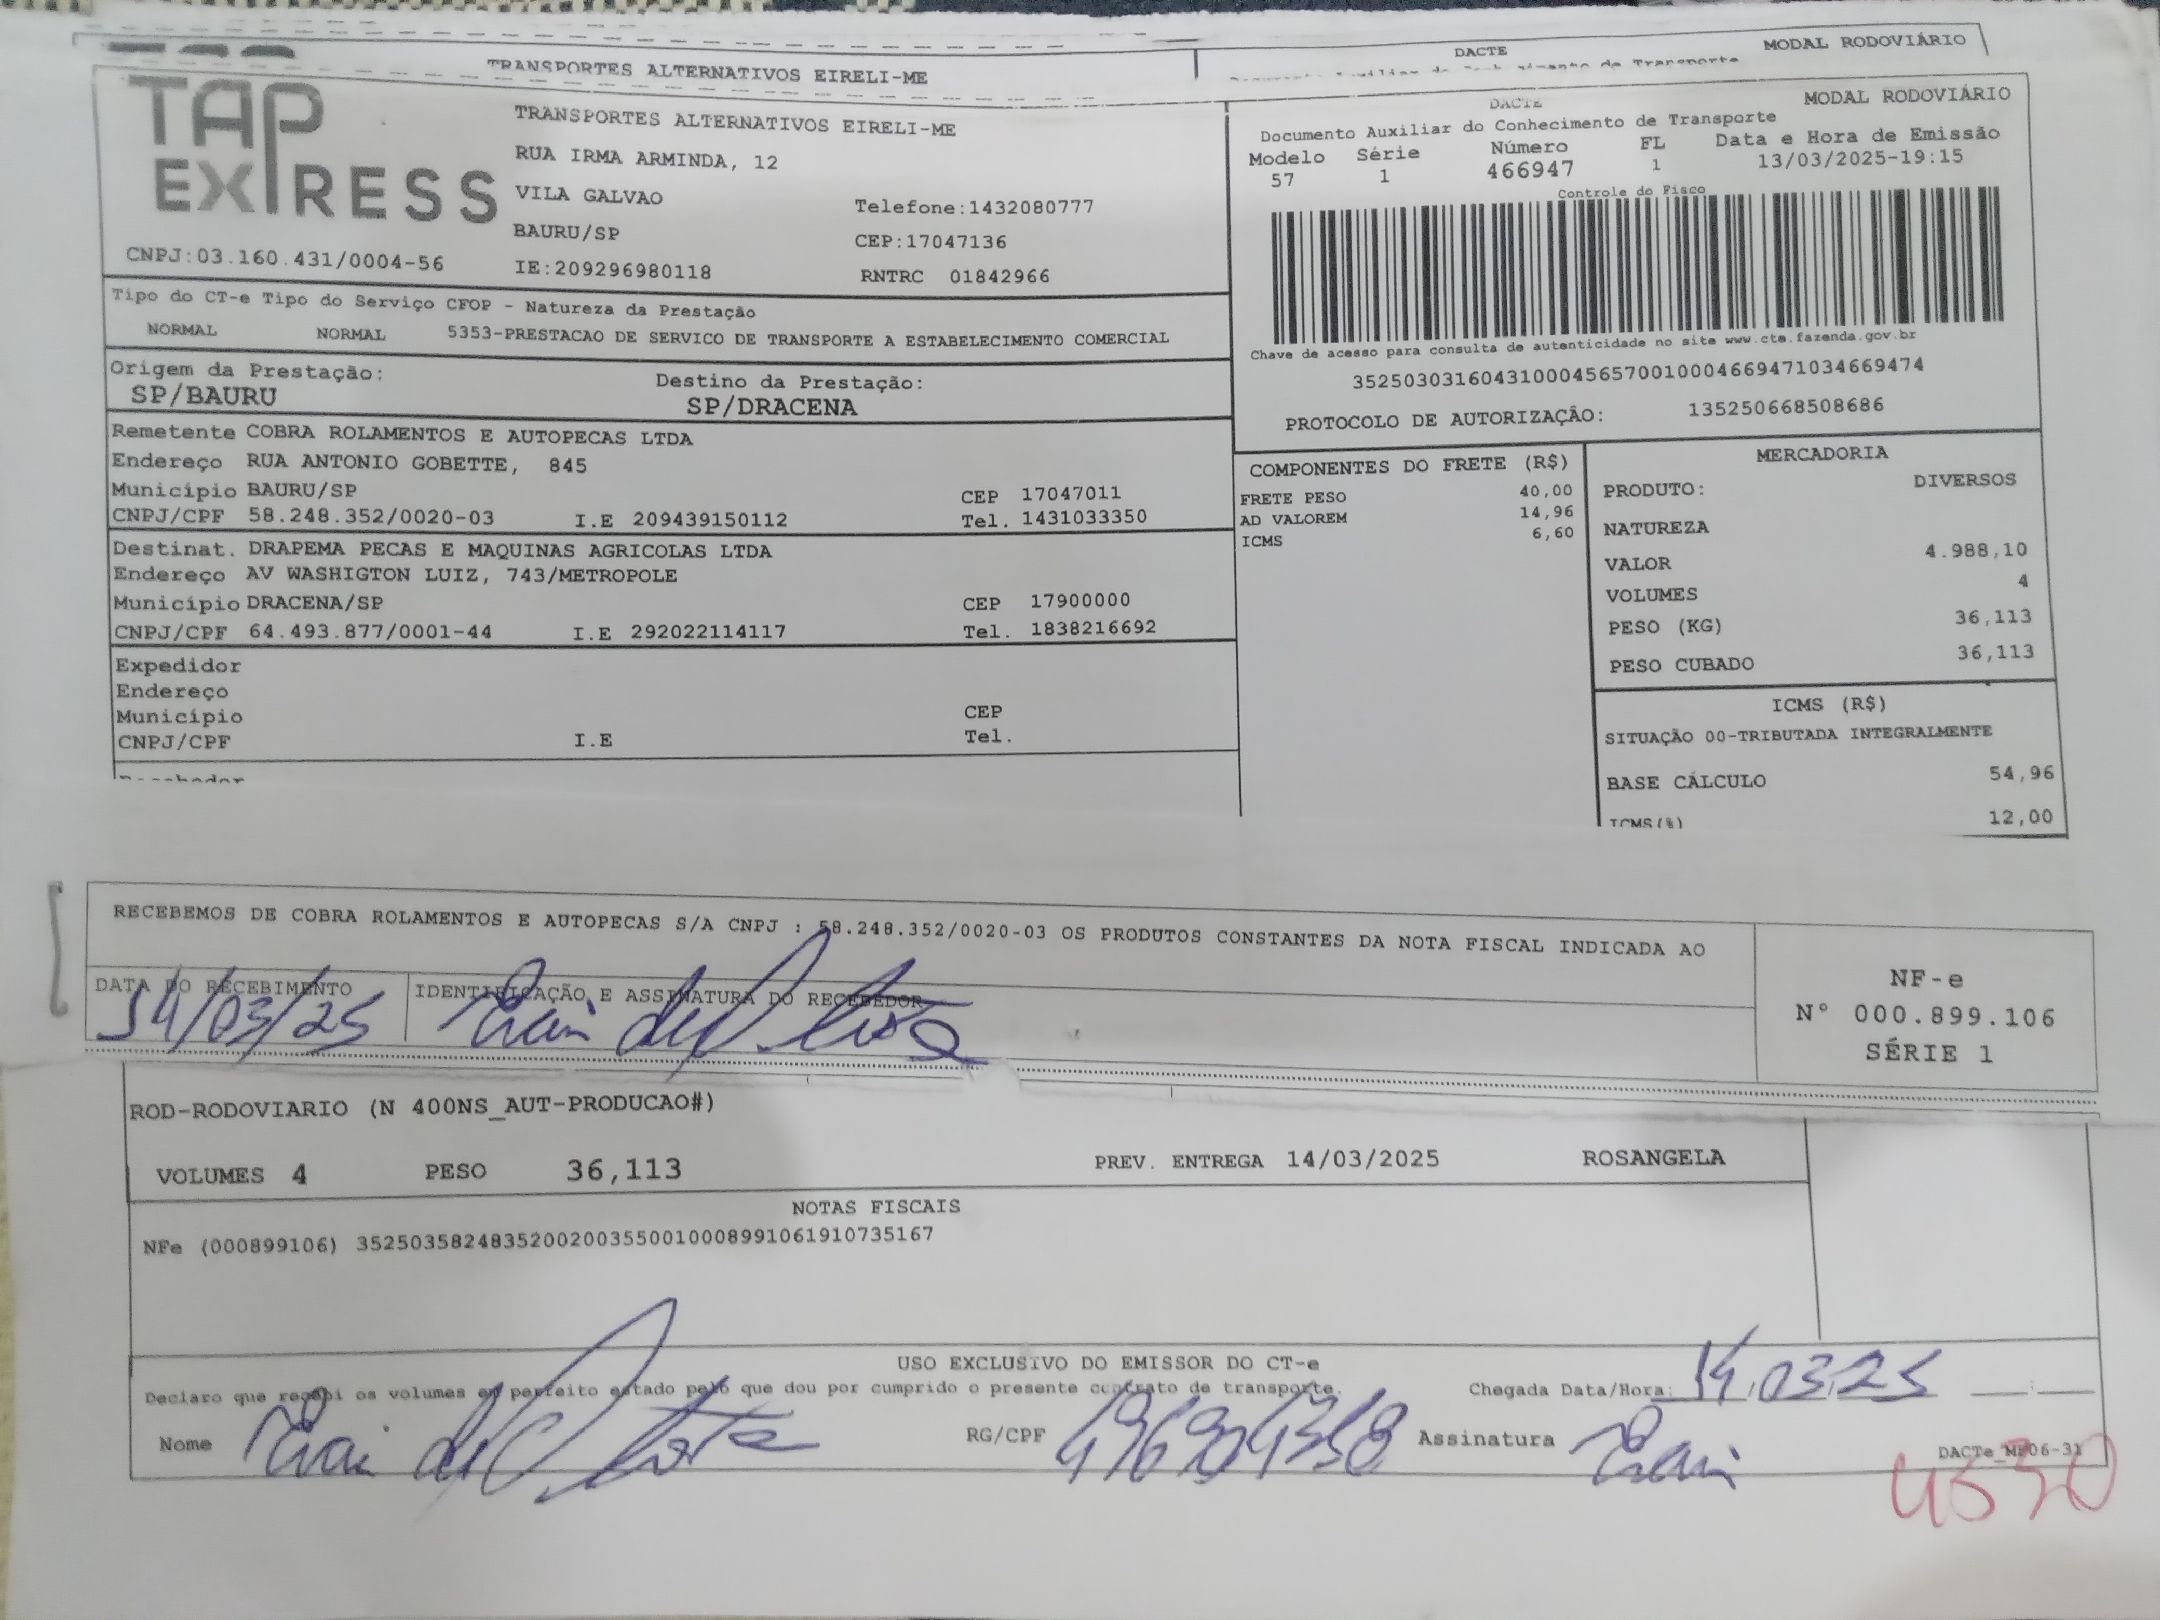 TRANSPORTES ALTERNATIVOS EIRELI-ME
DACTE
MODAL RODOVIÁRIO
TAP
EXPRESS
CNPJ:03.160.431/0004-56
TRANSPORTES ALTERNATIVOS EIRELI-ME
RUA IRMA ARMINDA, 12
VILA GALVAO
Telefone:1432080777
BAURU/SP
CEP:17047136
IE:209296980118
RNTRC 01842966
DACTE
MODAL RODOVIÁRIO
Documento Auxiliar do Conhecimento de Transporte
Modelo Série Número FL Data e Hora de Emissão
57 1 466947 1 13/03/2025-19:15
Controle do Fisco
Chave de acesso para consulta de autenticidade no site www.cte.fazenda.gov.br
35250303160431000456570010004669471034669474
PROTOCOLO DE AUTORIZAÇÃO: 135250668508686
Tipo do CT-e Tipo do Serviço CFOP - Natureza da Prestação
NORMAL NORMAL 5353-PRESTACAO DE SERVICO DE TRANSPORTE A ESTABELECIMENTO COMERCIAL
Origem da Prestação: Destino da Prestação:
SP/BAURU SP/DRACENA
Remetente COBRA ROLAMENTOS E AUTOPECAS LTDA
Endereço RUA ANTONIO GOBETTE, 845
Município BAURU/SP CEP 17047011
CNPJ/CPF 58.248.352/0020-03 I.E 209439150112 Tel. 1431033350
Destinat. DRAPEMA PECAS E MAQUINAS AGRICOLAS LTDA
Endereço AV WASHIGTON LUIZ, 743/METROPOLE
Município DRACENA/SP CEP 17900000
CNPJ/CPF 64.493.877/0001-44 I.E 292022114117 Tel. 1838216692
Expedidor
Endereço
Município CEP
CNPJ/CPF I.E Tel.
COMPONENTES DO FRETE (R$)
FRETE PESO 40,00
AD VALOREM 14,96
ICMS 6,60
MERCADORIA
PRODUTO: DIVERSOS
NATUREZA
VALOR 4.988,10
VOLUMES 4
PESO (KG) 36,113
PESO CUBADO 36,113
ICMS (R$)
SITUAÇÃO 00-TRIBUTADA INTEGRALMENTE
BASE CÁLCULO 54,96
ICMS(%) 12,00
RECEBEMOS DE COBRA ROLAMENTOS E AUTOPECAS S/A CNPJ : 58.248.352/0020-03 OS PRODUTOS CONSTANTES DA NOTA FISCAL INDICADA AO
DATA DO RECEBIMENTO IDENTIFICAÇÃO E ASSINATURA DO RECEBEDOR
14/03/25
NF-e
N° 000.899.106
SÉRIE 1
ROD-RODOVIARIO (N 400NS_AUT-PRODUCAO#)
VOLUMES 4 PESO 36,113 PREV. ENTREGA 14/03/2025 ROSANGELA
NOTAS FISCAIS
NFe (000899106) 35250358248352002003550010008991061910735167
USO EXCLUSIVO DO EMISSOR DO CT-e
Declaro que recebi os volumes em perfeito estado pelo que dou por cumprido o presente contrato de transporte. Chegada Data/Hora: 14/03/25
Nome RG/CPF Assinatura
DACTe_MP06-31